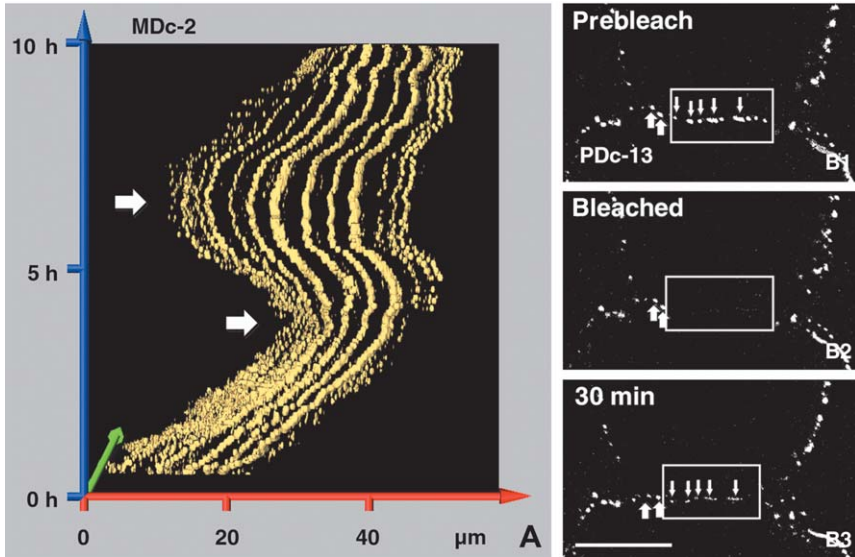 MDc-2
10 h
5 h
0 h
0
20
40
µm
A
Prebleach
PDc-13
B1
Bleached
B2
30 min
B3